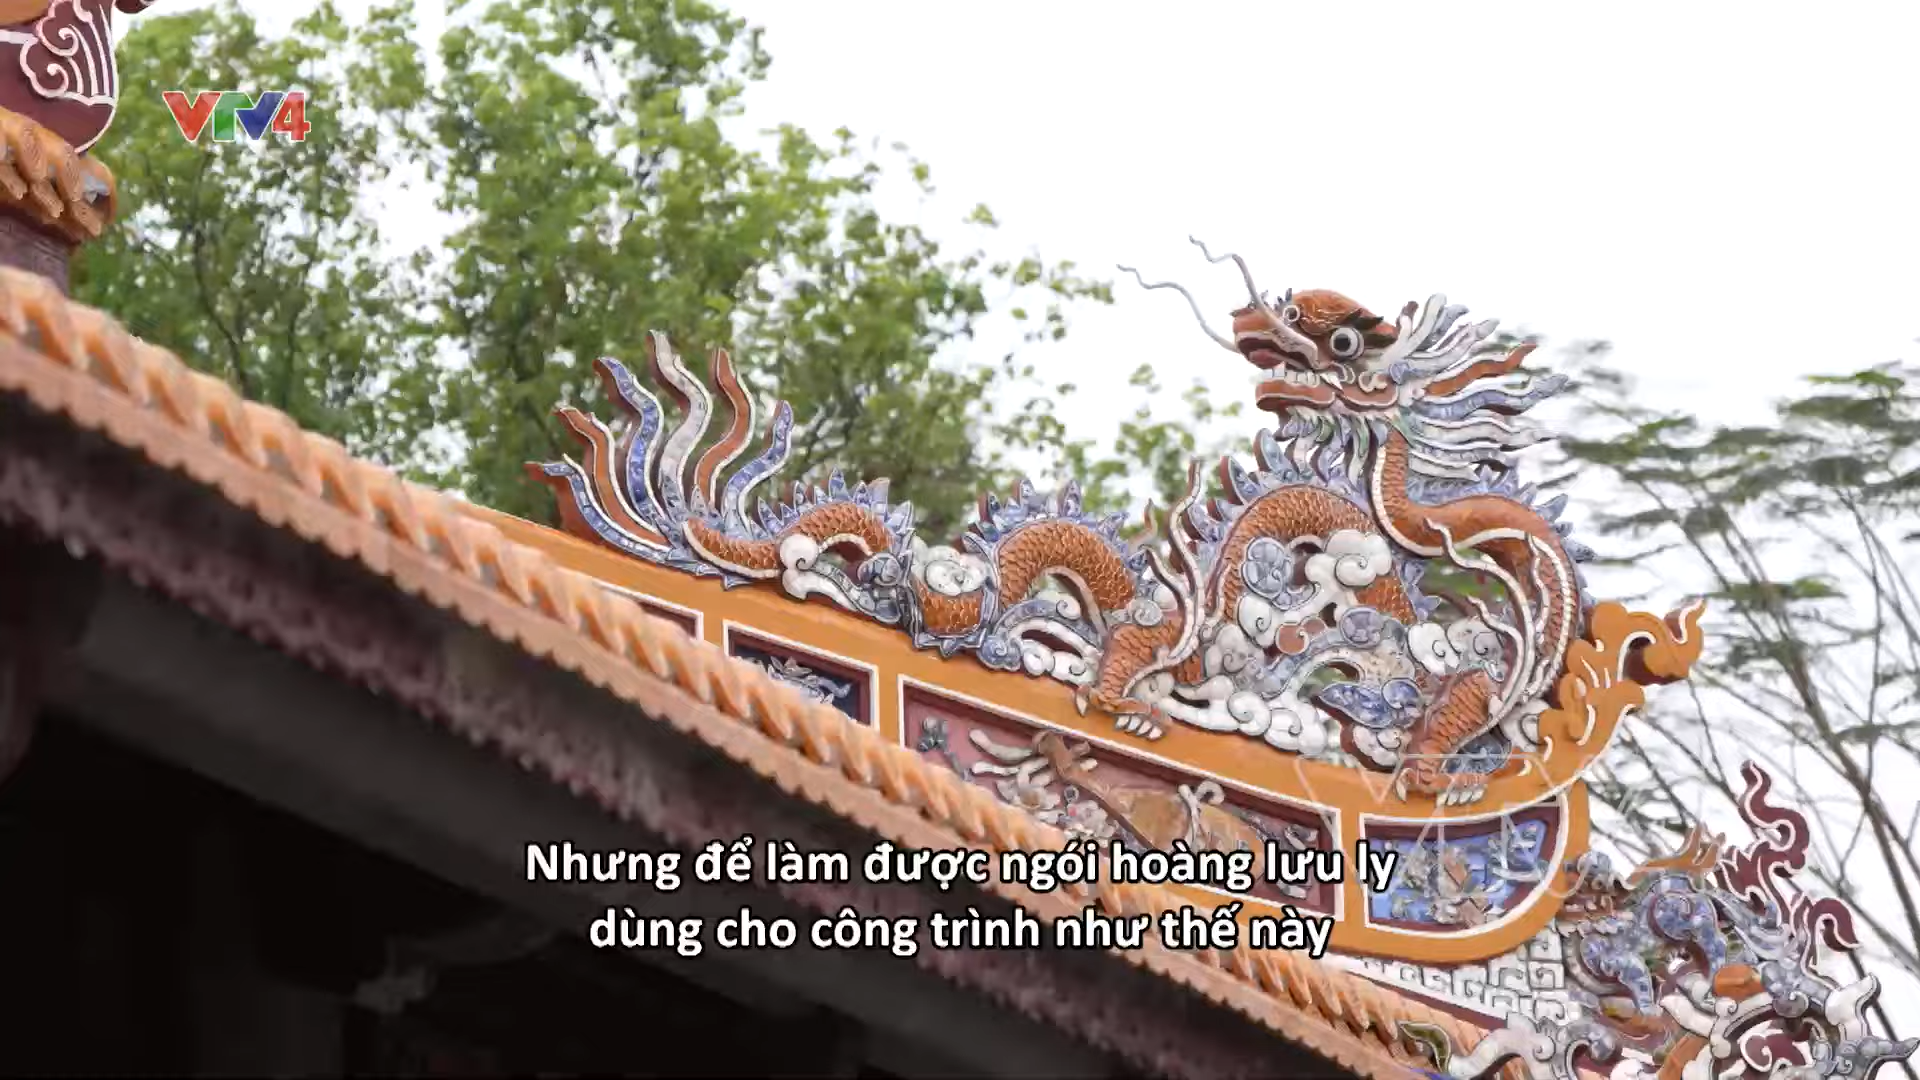 VTV4
Nhưng để làm được ngói hoàng lưu ly
dùng cho công trình như thế này